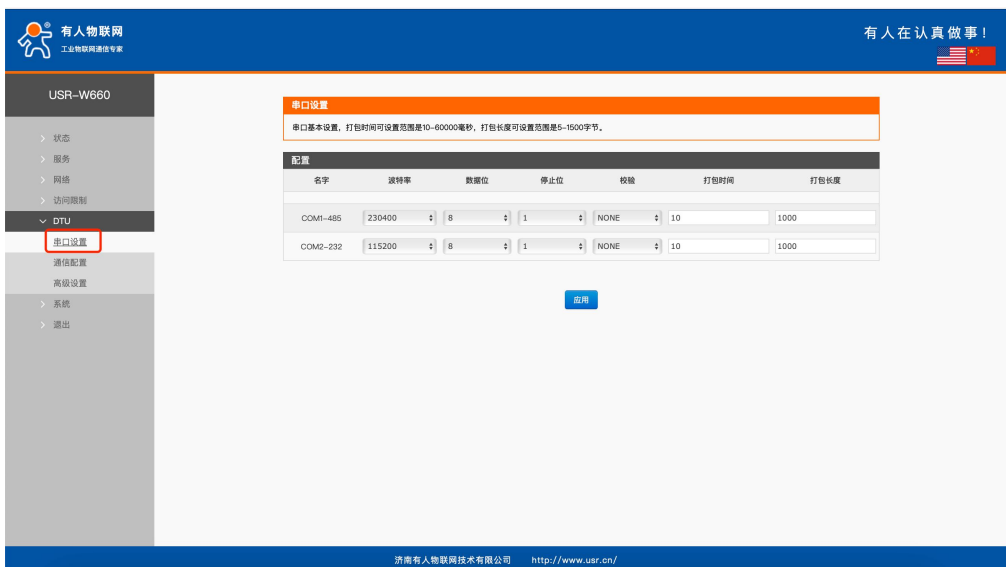 有人物联网
工业物联网通信专家
有人在认真做事!
USR-W660
状态
服务
网络
访问限制
DTU
串口设置
通信配置
高级设置
系统
退出
串口设置
串口基本设置，打包时间可设置范围是10-60000毫秒，打包长度可设置范围是5-1500字节。
配置
名字 波特率 数据位 停止位 校验 打包时间 打包长度
COM1-485 230400 8 1 NONE 10 1000
COM2-232 115200 8 1 NONE 10 1000
应用
济南有人物联网技术有限公司 http://www.usr.cn/